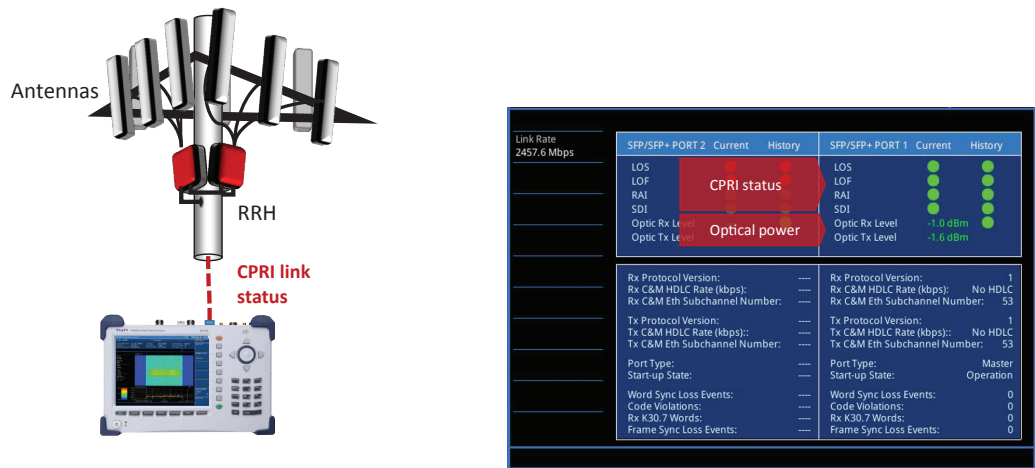 Antennas
RRH
CPRI link
status
Link Rate
2457.6 Mbps
SFP/SFP+ PORT 2 Current History
LOS
LOF
RAI
SDI
Optic Rx Level
Optic Tx
CPRI status
Optical power
SFP/SFP+ PORT 1 Current History
LOS
LOF
RAI
SDI
Optic Rx Level -1.0 dBm
Optic Tx Level -1.6 dBm
Rx Protocol Version: ----
Rx C&M HDLC Rate (kbps): ----
Rx C&M Eth Subchannel Number: ----
Tx Protocol Version: ----
Tx C&M HDLC Rate (kbps):: ----
Tx C&M Eth Subchannel Number: ----
Port Type: ----
Start-up State: ----
Word Sync Loss Events: ----
Code Violations: ----
Rx K30.7 Words: ----
Frame Sync Loss Events: ----
Rx Protocol Version: 1
Rx C&M HDLC Rate (kbps): No HDLC
Rx C&M Eth Subchannel Number: 53
Tx Protocol Version: 1
Tx C&M HDLC Rate (kbps):: No HDLC
Tx C&M Eth Subchannel Number: 53
Port Type: Master
Start-up State: Operation
Word Sync Loss Events: 0
Code Violations: 0
Rx K30.7 Words: 0
Frame Sync Loss Events: 0